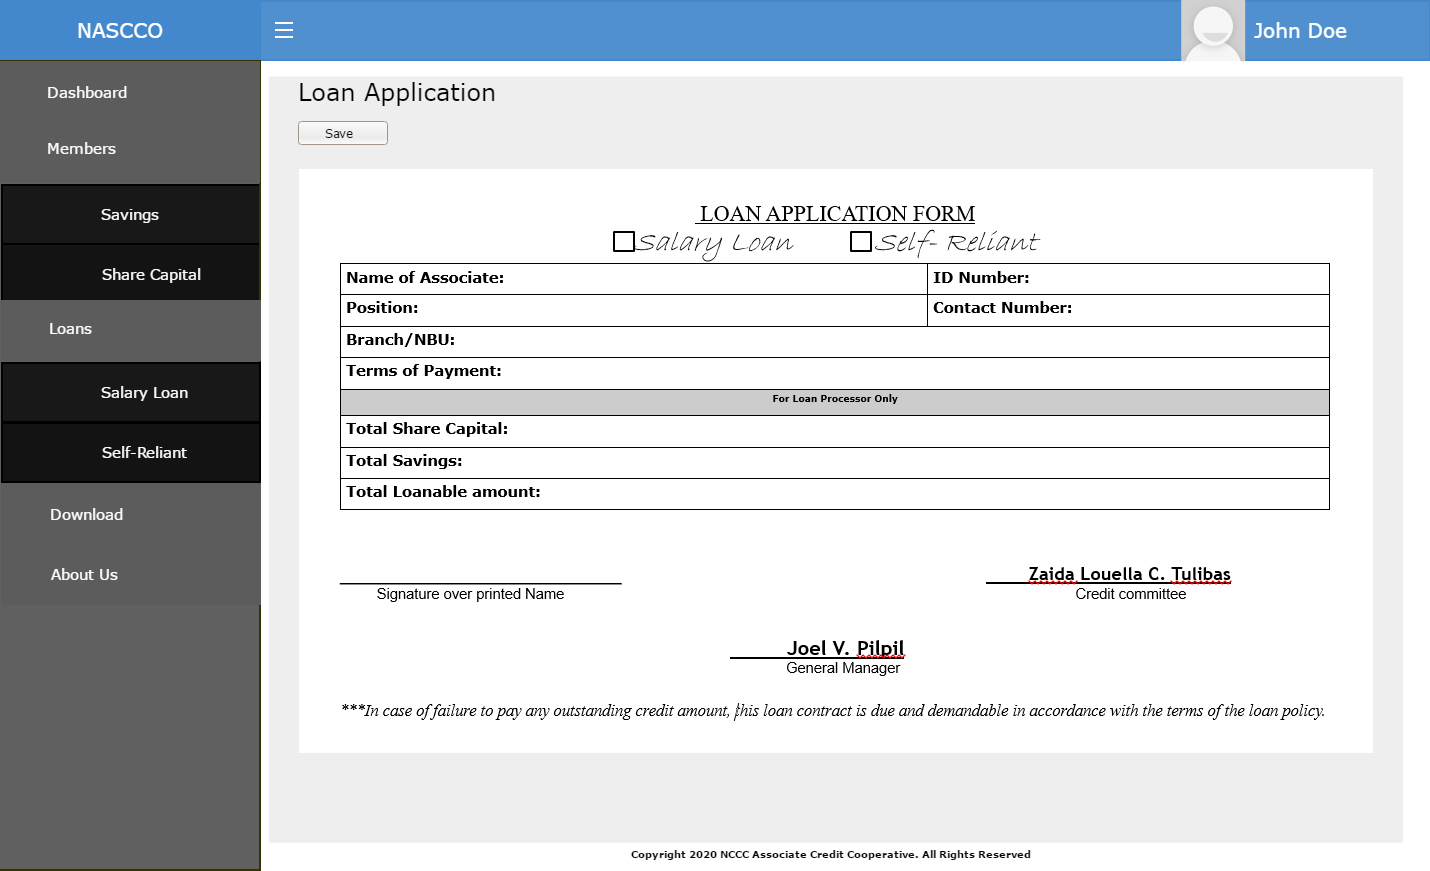 NASCCO
John Doe
Dashboard
Members
Savings
Share Capital
Loans
Salary Loan
Self-Reliant
Download
About Us
Loan Application
Save
LOAN APPLICATION FORM
Salary Loan Self- Reliant
Name of Associate: ID Number:
Position: Contact Number:
Branch/NBU:
Terms of Payment:
For Loan Processor Only
Total Share Capital:
Total Savings:
Total Loanable amount:
Zaida Louella C. Tulibas
Signature over printed Name Credit committee
Joel V. Pilpil
General Manager
***In case of failure to pay any outstanding credit amount, this loan contract is due and demandable in accordance with the terms of the loan policy.
Copyright 2020 NCCC Associate Credit Cooperative. All Rights Reserved